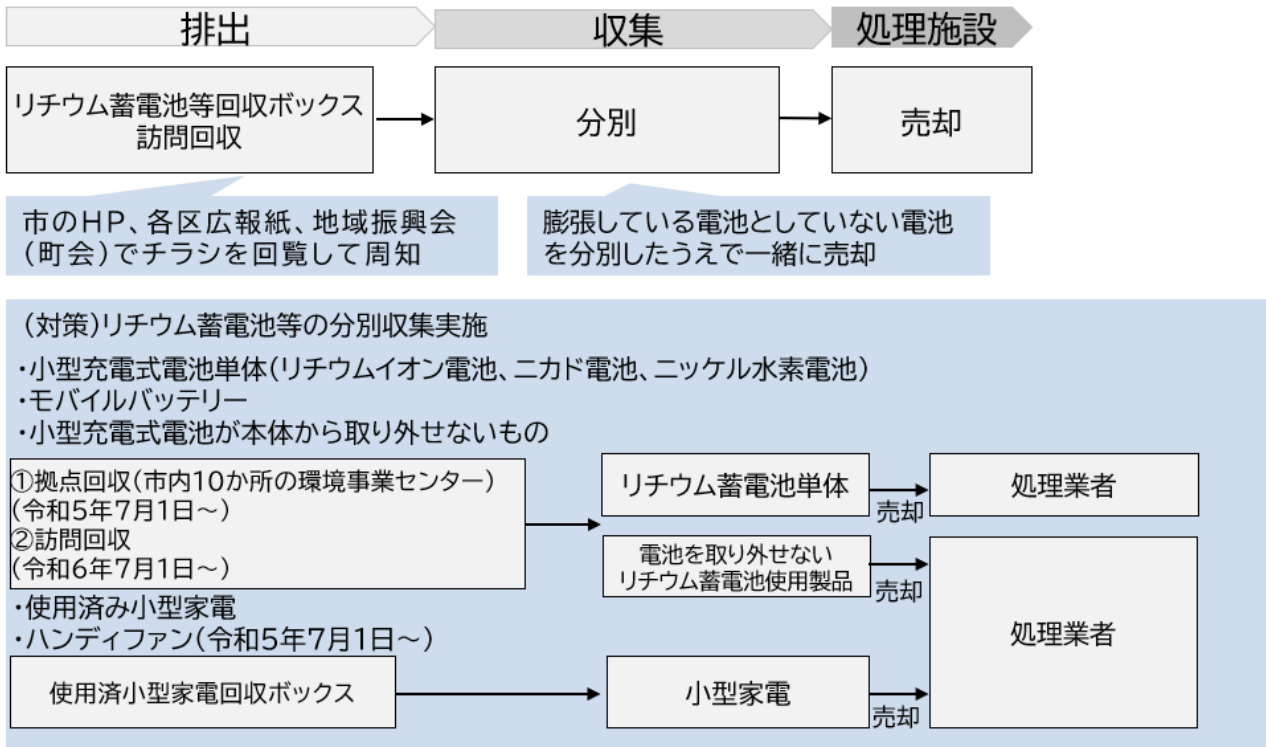 排出
収集
処理施設
リチウム蓄電池等回収ボックス
訪問回収
分別
売却
市のHP、各区広報紙、地域振興会
(町会)でチラシを回覧して周知
膨張している電池としていない電池
を分別したうえで一緒に売却
(対策)リチウム蓄電池等の分別収集実施
・小型充電式電池単体(リチウムイオン電池、ニカド電池、ニッケル水素電池)
・モバイルバッテリー
・小型充電式電池が本体から取り外せないもの
①拠点回収(市内10か所の環境事業センター)
(令和5年7月1日～)
②訪問回収
(令和6年7月1日～)
リチウム蓄電池単体
売却
処理業者
電池を取り外せない
リチウム蓄電池使用製品
売却
処理業者
・使用済み小型家電
・ハンディファン(令和5年7月1日～)
使用済小型家電回収ボックス
小型家電
売却